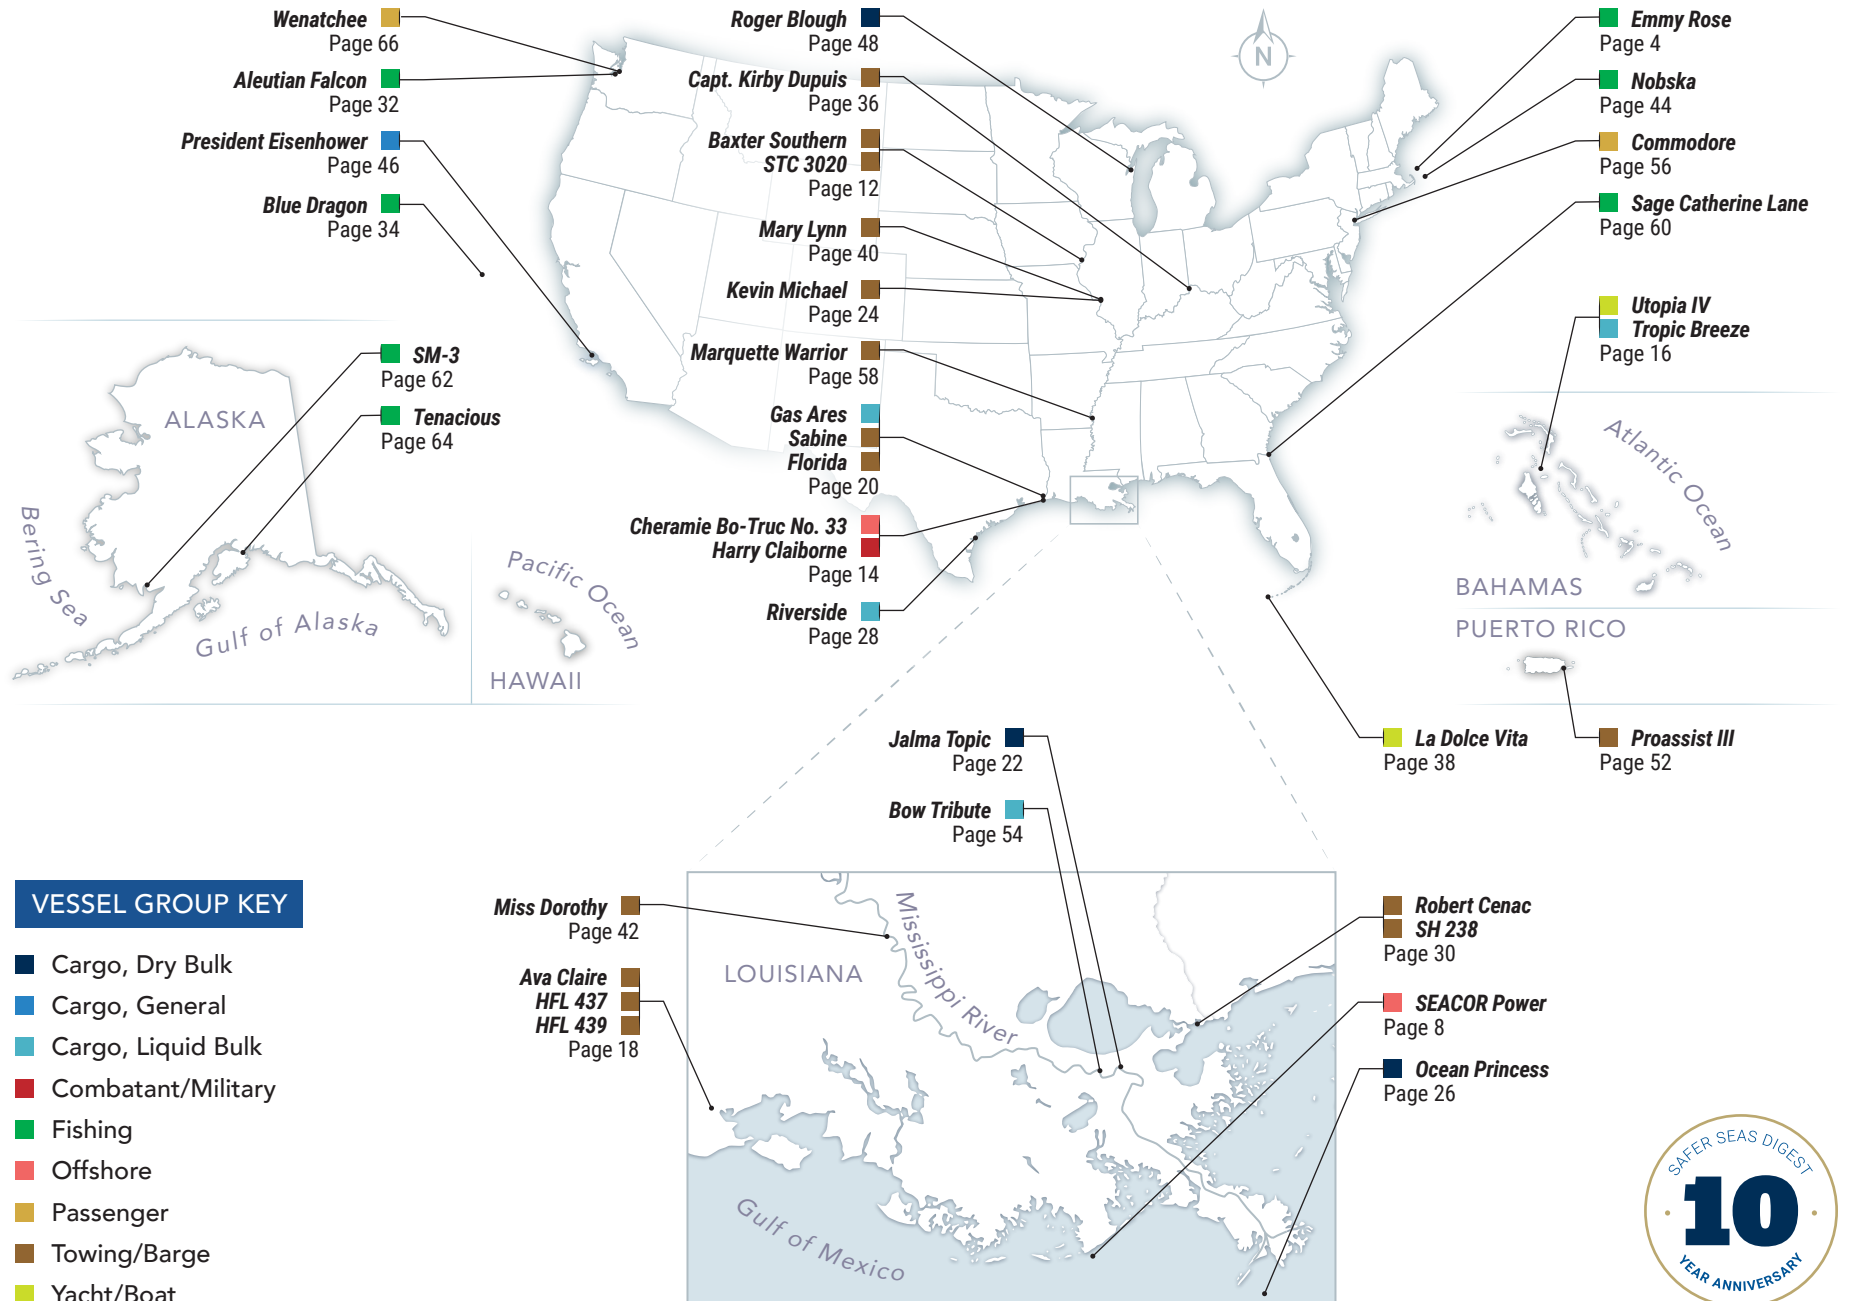 Wenatchee
Page 66
Aleutian Falcon
Page 32
President Eisenhower
Page 46
Blue Dragon
Page 34
Roger Blough
Page 48
Capt. Kirby Dupuis
Page 36
Baxter Southern
STC 3020
Page 12
Mary Lynn
Page 40
Kevin Michael
Page 24
Marquette Warrior
Page 58
Gas Ares
Sabine
Florida
Page 20
Cheramie Bo-Truc No. 33
Harry Claiborne
Page 14
Riverside
Page 28
N
Emmy Rose
Page 4
Nobska
Page 44
Commodore
Page 56
Sage Catherine Lane
Page 60
Utopia IV
Tropic Breeze
Page 16
SM-3
Page 62
Tenacious
Page 64
ALASKA
Bering Sea
Gulf of Alaska
Pacific Ocean
HAWAII
Atlantic Ocean
BAHAMAS
PUERTO RICO
La Dolce Vita
Page 38
Proassist III
Page 52
Jalma Topic
Page 22
Bow Tribute
Page 54
Miss Dorothy
Page 42
Ava Claire
HFL 437
HFL 439
Page 18
LOUISIANA
Mississippi River
Gulf of Mexico
Robert Cenac
SH 238
Page 30
SEACOR Power
Page 8
Ocean Princess
Page 26
VESSEL GROUP KEY
Cargo, Dry Bulk
Cargo, General
Cargo, Liquid Bulk
Combatant/Military
Fishing
Offshore
Passenger
Towing/Barge
Yacht/Boat
SAFER SEAS DIGEST
10
YEAR ANNIVERSARY